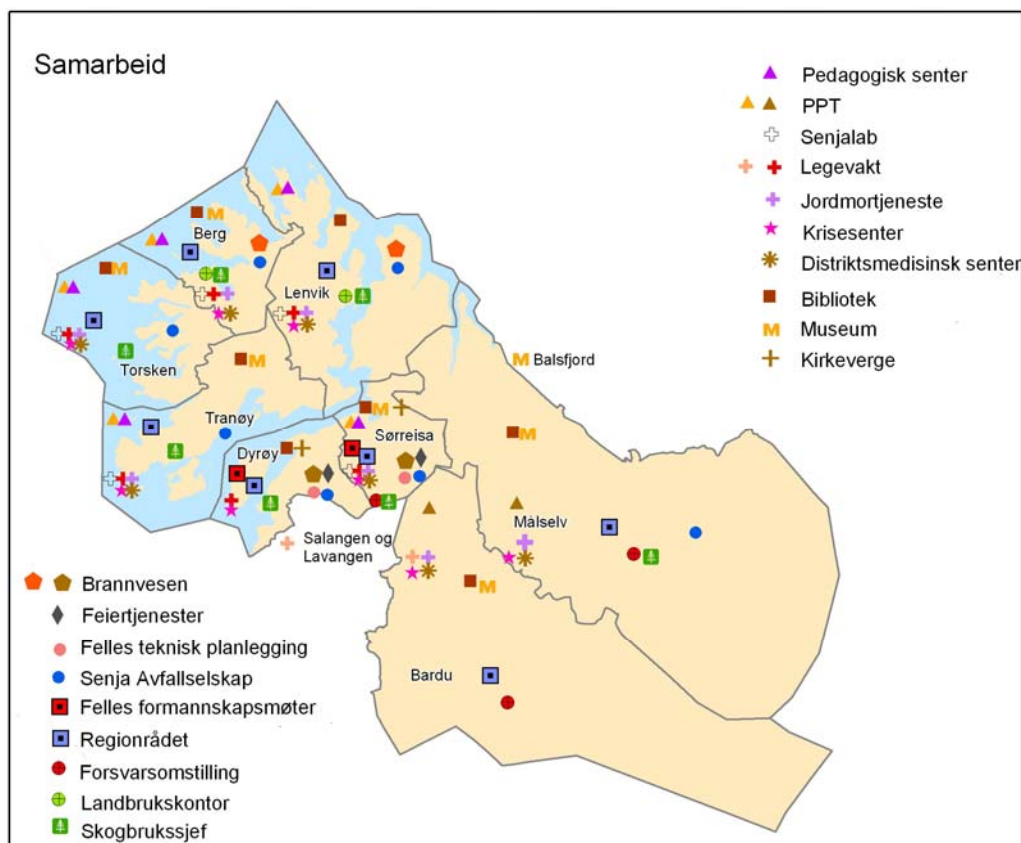 Samarbeid
Pedagogisk senter
PPT
Senjalab
Legevakt
Jordmortjeneste
Krisesenter
Distriktsmedisinsk senter
Bibliotek
M Museum
Kirkeverge
M
Berg
M
Lenvik
Torsken
M
M Balsfjord
Tranøy
M
Sørreisa
Dyrøy
M
Målselv
Salangen og
Lavangen
M
Bardu
Brannvesen
Feiertjenester
Felles teknisk planlegging
Senja Avfallselskap
Felles formannskapsmøter
Regionrådet
Forsvarsomstilling
Landbrukskontor
Skogbrukssjef